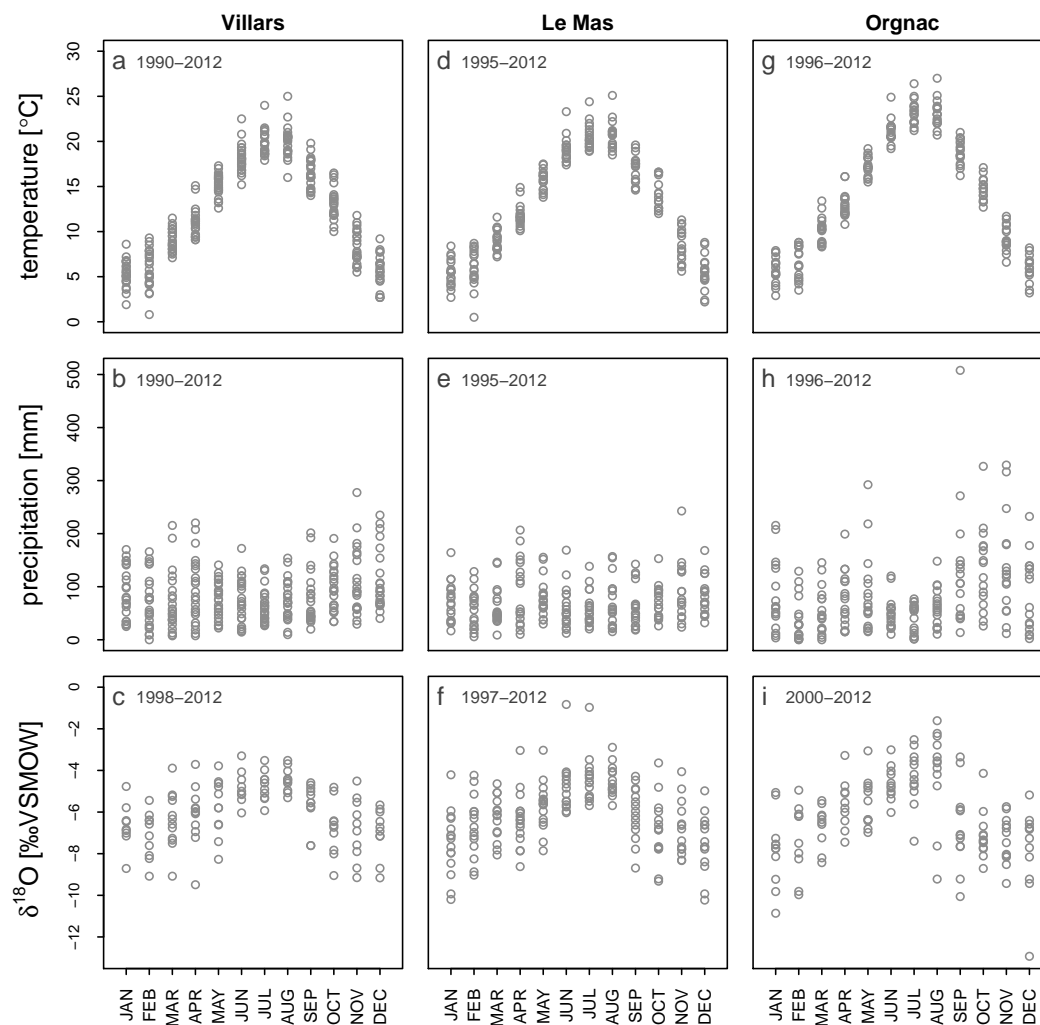 Villars
Le Mas
Orgnac
temperature [°C]
30
25
20
15
10
5
0
a 1990−2012
d 1995−2012
g 1996−2012
precipitation [mm]
500
400
300
200
100
0
b 1990−2012
e 1995−2012
h 1996−2012
δ18O [‰VSMOW]
0
−2
−4
−6
−8
−10
−12
c 1998−2012
f 1997−2012
i 2000−2012
JAN
FEB
MAR
APR
MAY
JUN
JUL
AUG
SEP
OCT
NOV
DEC
JAN
FEB
MAR
APR
MAY
JUN
JUL
AUG
SEP
OCT
NOV
DEC
JAN
FEB
MAR
APR
MAY
JUN
JUL
AUG
SEP
OCT
NOV
DEC